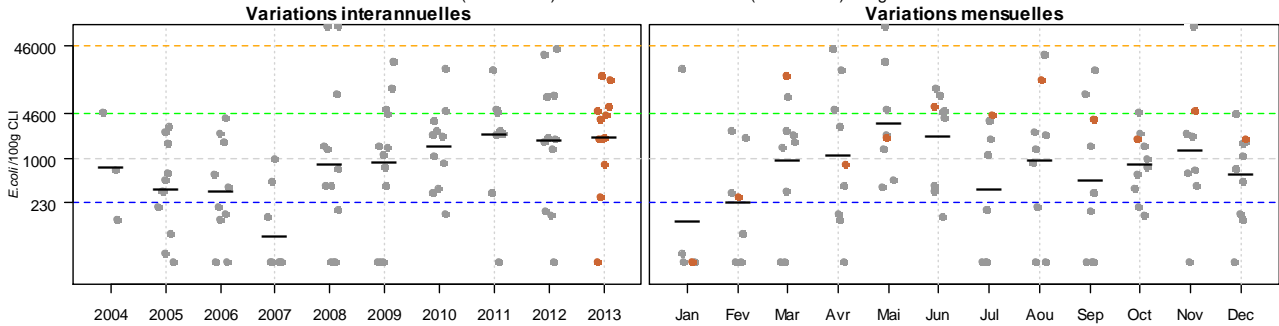 Variations interannuelles
Variations mensuelles
E.coli/100g CLI
46000
4600
1000
230
2004 2005 2006 2007 2008 2009 2010 2011 2012 2013
Jan Fev Mar Avr Mai Jun Jul Aou Sep Oct Nov Dec